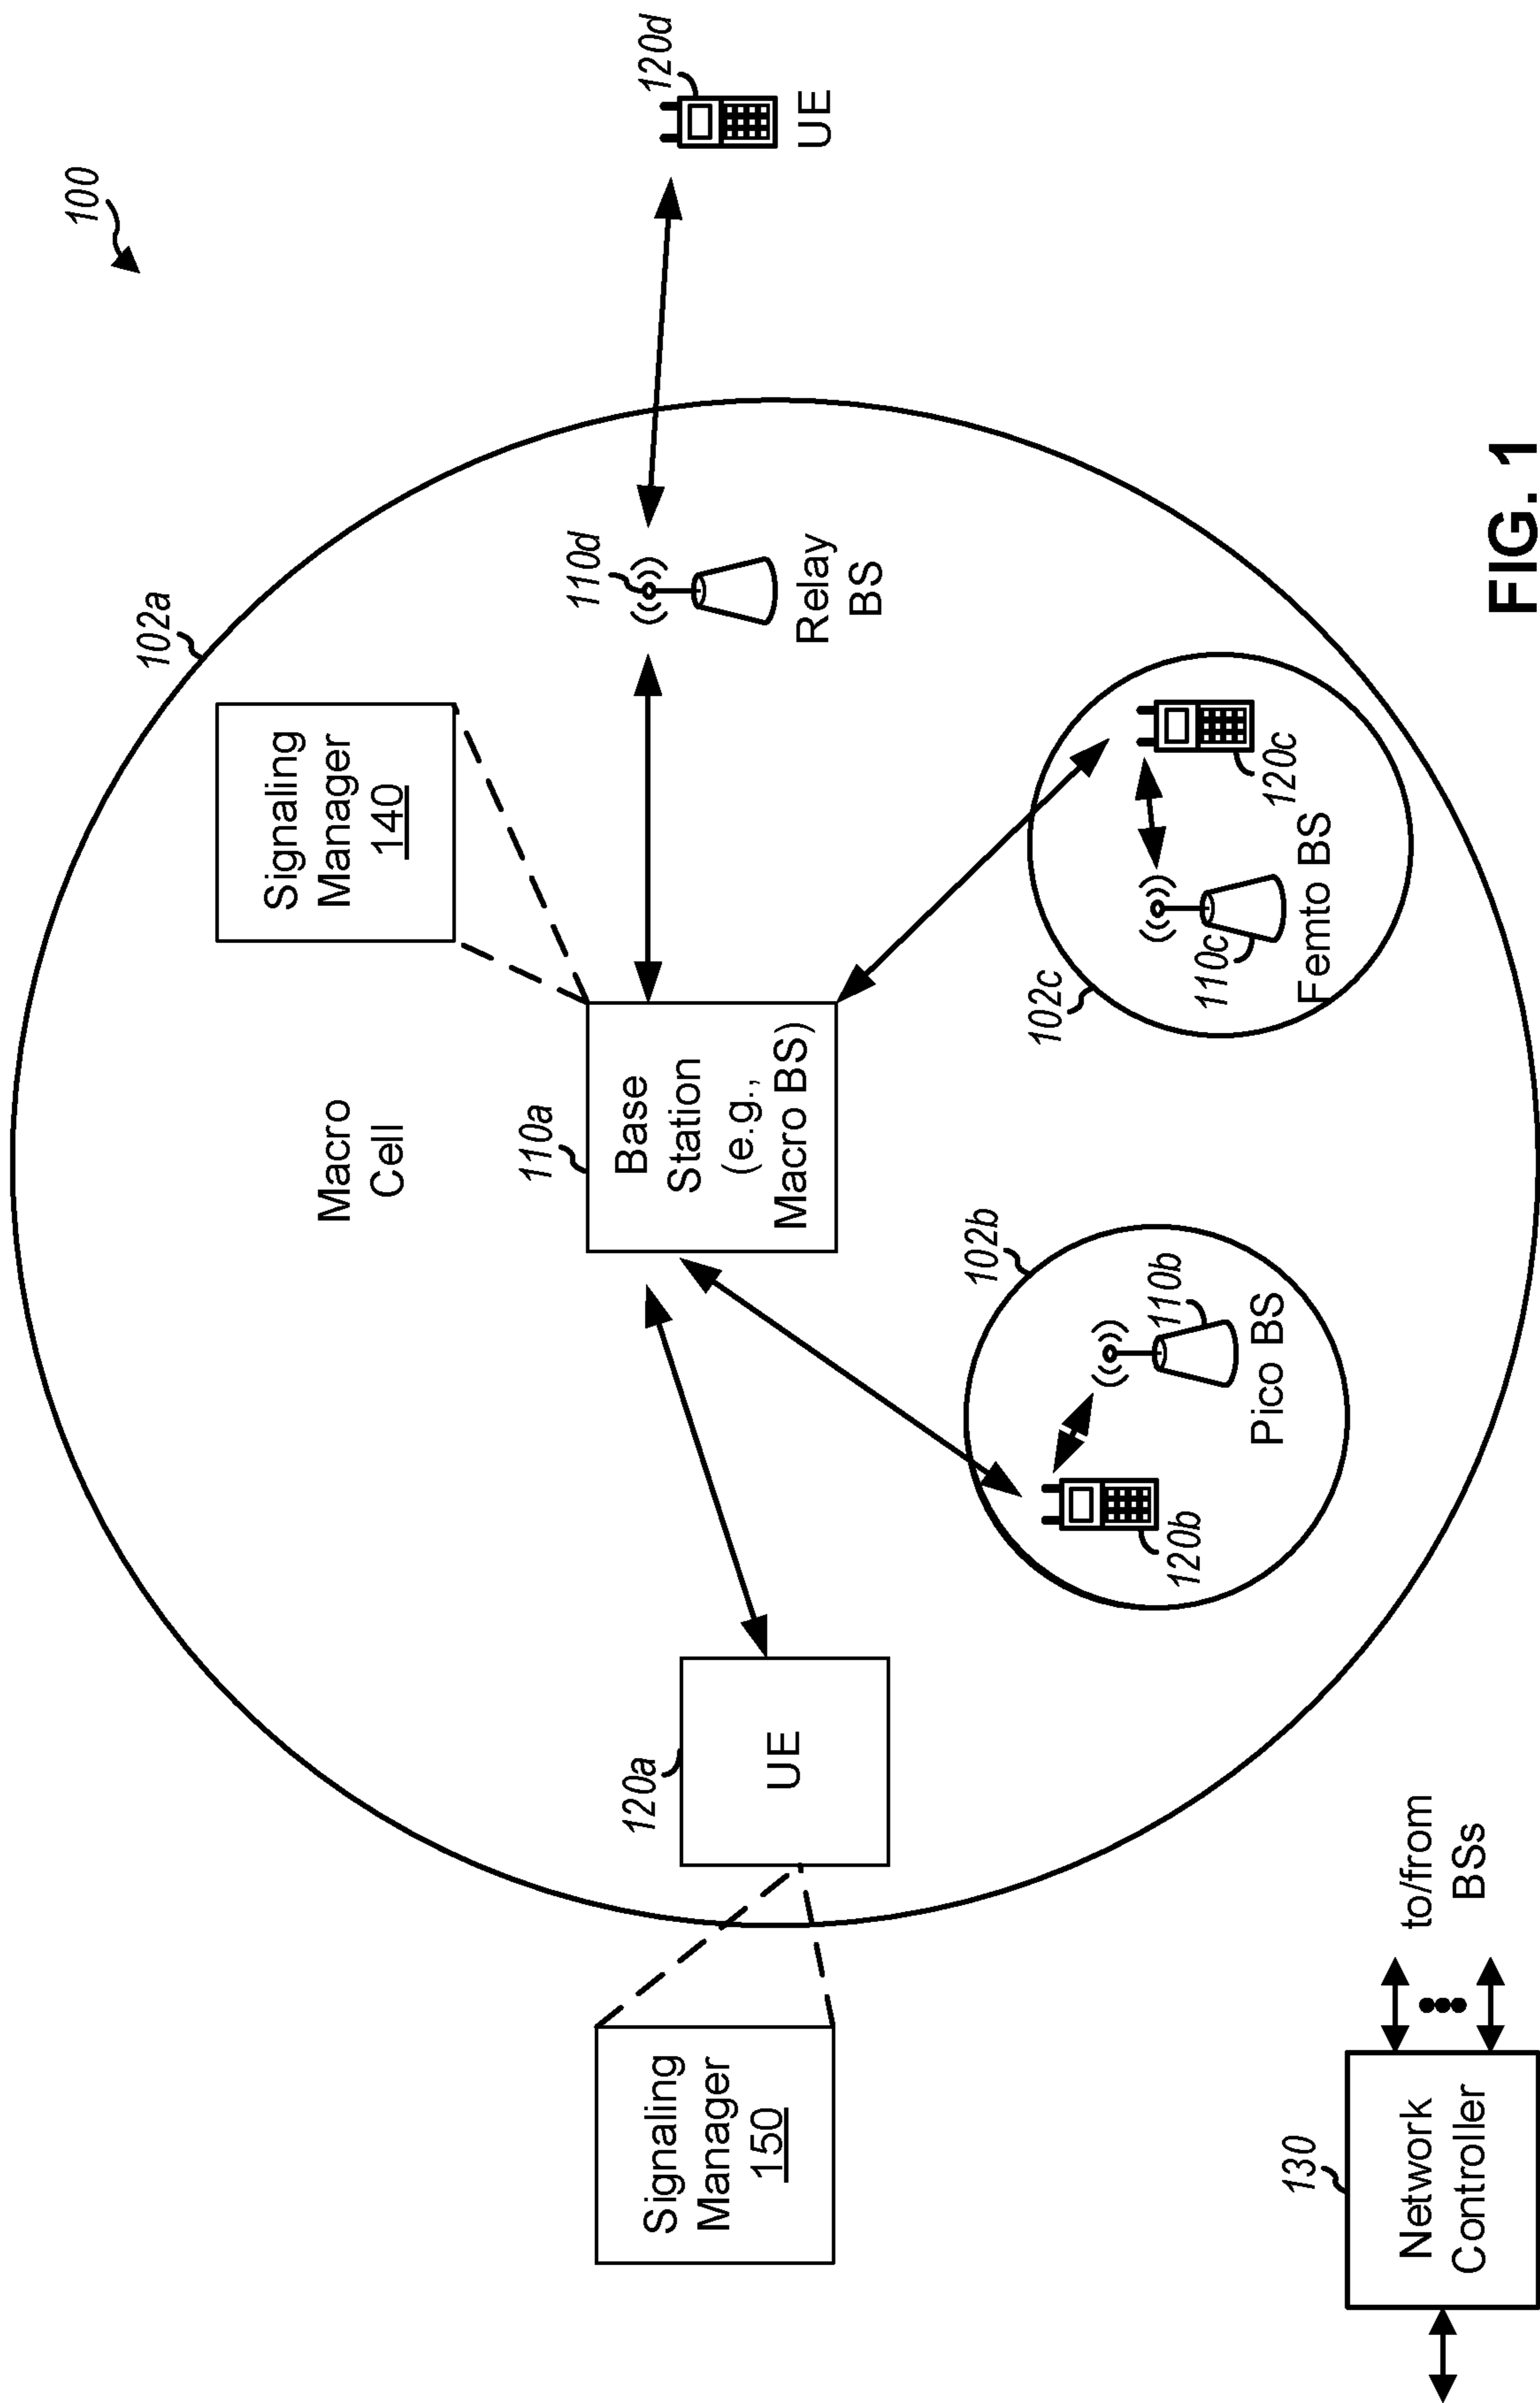 100
102a
Macro
Cell
Signaling
Manager
140
110a
Base
Station
(e.g.,
Macro BS)
110d
Relay
BS
120d
UE
120a
UE
Signaling
Manager
150
102b
110b
Pico BS
120b
102c
110c
Femto BS
120c
130
Network
Controller
to/from
BSs
FIG. 1